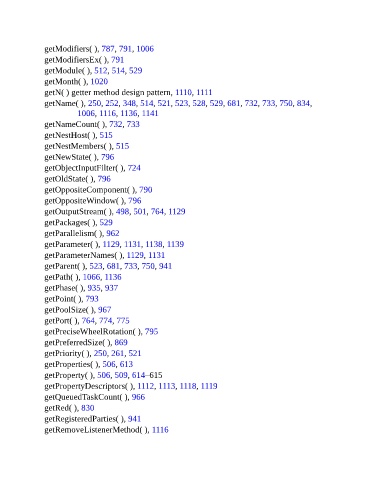 getModifiers( ), 787, 791, 1006
getModifiersEx( ), 791
getModule( ), 512, 514, 529
getMonth( ), 1020
getN( ) getter method design pattern, 1110, 1111
getName( ), 250, 252, 348, 514, 521, 523, 528, 529, 681, 732, 733, 750, 834,
1006, 1116, 1136, 1141
getNameCount( ), 732, 733
getNestHost( ), 515
getNestMembers( ), 515
getNewState( ), 796
getObjectInputFilter( ), 724
getOldState( ), 796
getOppositeComponent( ), 790
getOppositeWindow( ), 796
getOutputStream( ), 498, 501, 764, 1129
getPackages( ), 529
getParallelism( ), 962
getParameter( ), 1129, 1131, 1138, 1139
getParameterNames( ), 1129, 1131
getParent( ), 523, 681, 733, 750, 941
getPath( ), 1066, 1136
getPhase( ), 935, 937
getPoint( ), 793
getPoolSize( ), 967
getPort( ), 764, 774, 775
getPreciseWheelRotation( ), 795
getPreferredSize( ), 869
getPriority( ), 250, 261, 521
getProperties( ), 506, 613
getProperty( ), 506, 509, 614–615
getPropertyDescriptors( ), 1112, 1113, 1118, 1119
getQueuedTaskCount( ), 966
getRed( ), 830
getRegisteredParties( ), 941
getRemoveListenerMethod( ), 1116